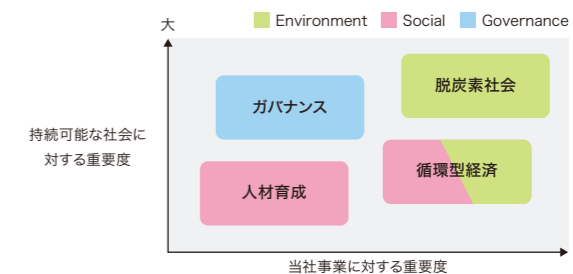 大
Environment Social Governance
脱炭素社会
ガバナンス
持続可能な社会に
対する重要度
循環型経済
人材育成
当社事業に対する重要度